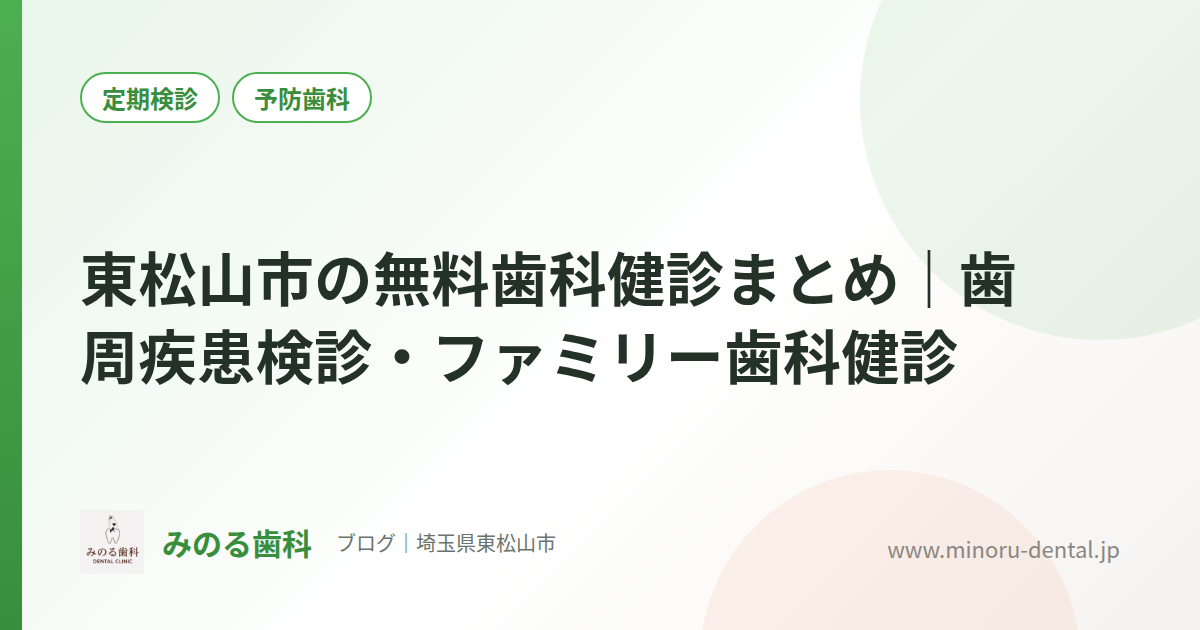 定期検診 予防歯科
東松山市の無料歯科健診まとめ｜歯
周疾患検診・ファミリー歯科健診
みのる歯科
DENTAL CLINIC
みのる歯科 ブログ｜埼玉県東松山市
www.minoru-dental.jp